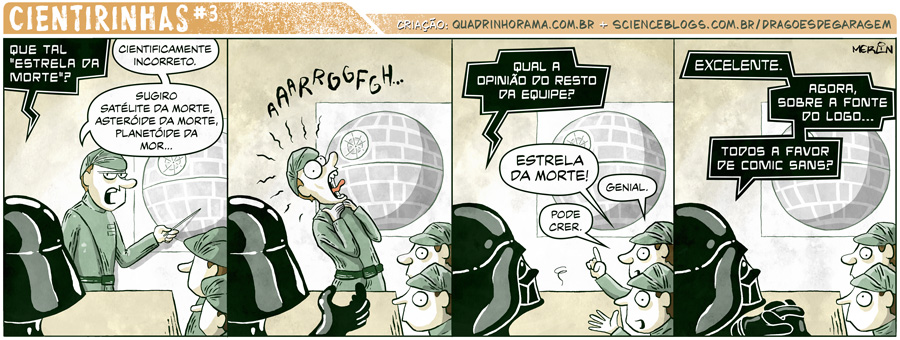 CIENTIRINHAS #3
CRIAÇÃO: QUADRINHORAMA.COM.BR + SCIENCEBLOGS.COM.BR/DRAGOESDEGARAGEM
QUE TAL
"ESTRELA DA
MORTE"?
CIENTIFICAMENTE
INCORRETO.
SUGIRO
SATÉLITE DA MORTE,
ASTERÓIDE DA MORTE,
PLANETÓIDE DA
MOR...
AAARRGGFGH...
QUAL A
OPINIÃO DO RESTO
DA EQUIPE?
ESTRELA
DA MORTE!
GENIAL.
PODE
CRER.
MERLIN
EXCELENTE.
AGORA,
SOBRE A FONTE
DO LOGO...
TODOS A FAVOR
DE COMIC SANS?